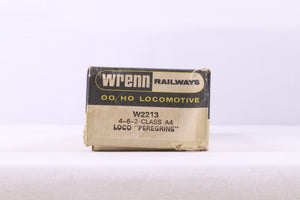 wrenn RAILWAYS
OO/HO LOCOMOTIVE
W2213
4-6-2 CLASS A4
LOCO "PEREGRINE"